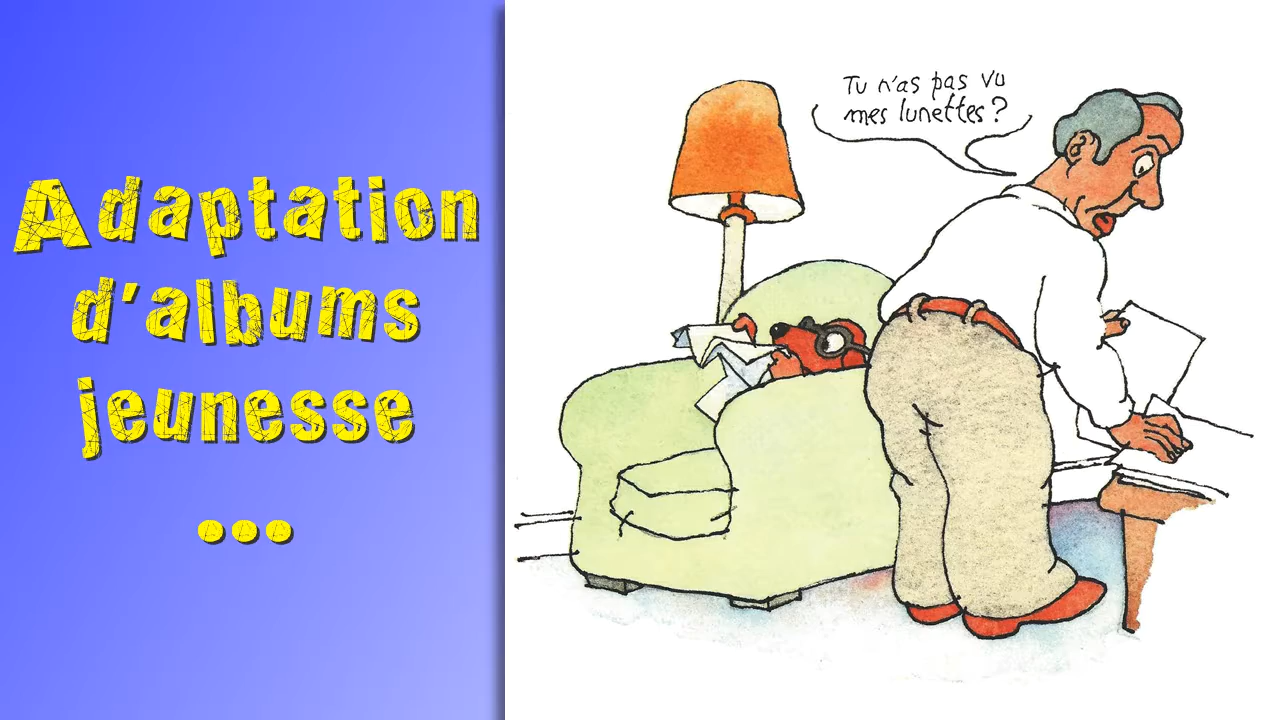 Adaptation
d'albums
jeunesse
...
Tu n'as pas vu
mes lunettes ?